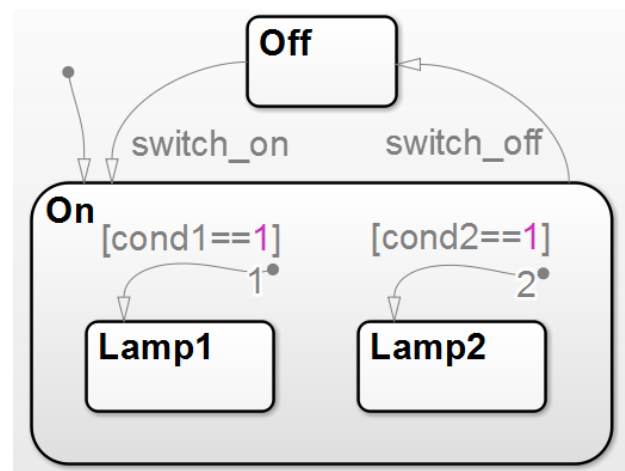 Off
switch_on
switch_off
On
[cond1==1]
[cond2==1]
1
2
Lamp1
Lamp2